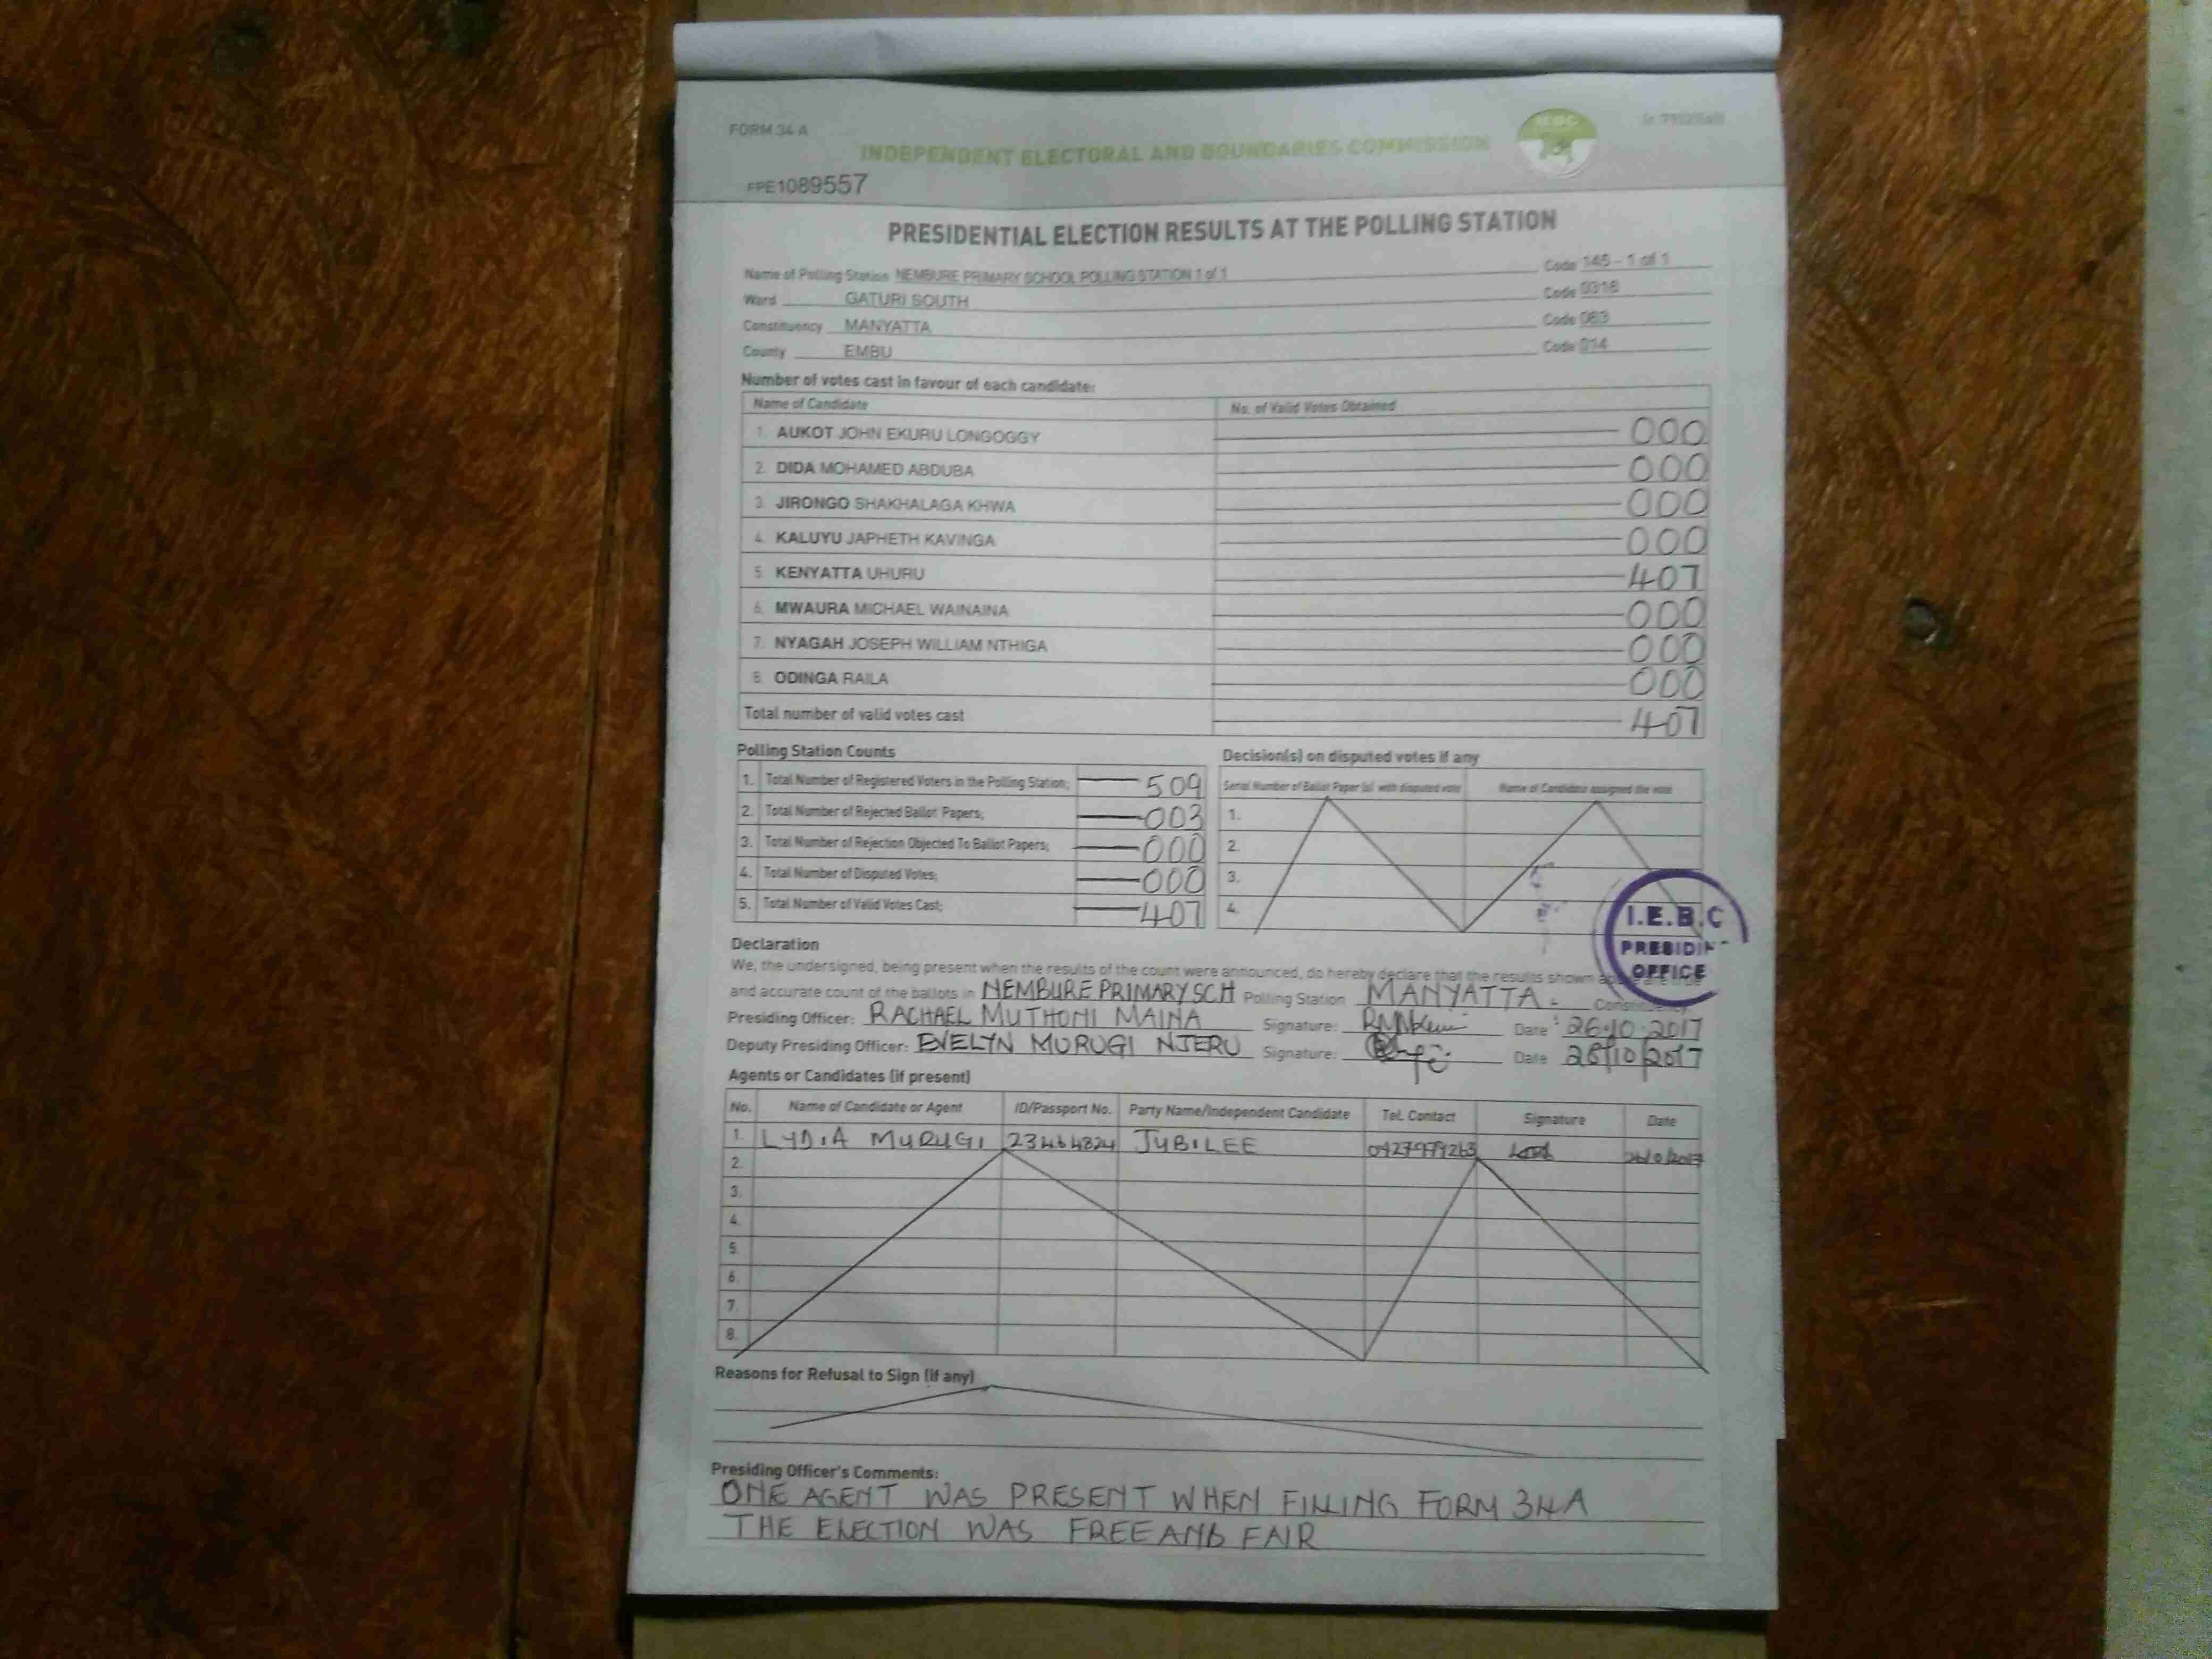 FORM 34 A
INDEPENDENT ELECTORAL AND BOUNDARIES COMMISSION
FPE1089557
PRESIDENTIAL ELECTION RESULTS AT THE POLLING STATION
Name of Polling Station NEMBURE PRIMARY SCHOOL POLLING STATION 1 of 1 Code 145 - 1 of 1
Ward GATURI SOUTH Code 0316
Constituency MANYATTA Code 063
County EMBU Code 014
Number of votes cast in favour of each candidate:
Name of Candidate No. of Valid Votes Obtained
1. AUKOT JOHN EKURU LONGOGGY 000
2. DIDA MOHAMED ABDUBA 000
3. JIRONGO SHAKHALAGA KHWA 000
4. KALUYU JAPHETH KAVINGA 000
5. KENYATTA UHURU 407
6. MWAURA MICHAEL WAINAINA 000
7. NYAGAH JOSEPH WILLIAM NTHIGA 000
8. ODINGA RAILA 000
Total number of valid votes cast 407
Polling Station Counts
1. Total Number of Registered Voters in the Polling Station; 509
2. Total Number of Rejected Ballot Papers; 003
3. Total Number of Rejection Objected To Ballot Papers; 000
4. Total Number of Disputed Votes; 000
5. Total Number of Valid Votes Cast; 407
Decision(s) on disputed votes if any
Serial Number of Ballot Paper (s) with disputed vote Name of Candidate assigned the vote
1.
2.
3.
4.
I.E.B.C
PRESIDIN
OFFICE
Declaration
We, the undersigned, being present when the results of the count were announced, do hereby declare that the results shown above are true
and accurate count of the ballots in NEMBURE PRIMARY SCH Polling Station MANYATTA Constituency.
Presiding Officer: RACHAEL MUTHONI MAINA Signature: Date 26.10.2017
Deputy Presiding Officer: EVELYN MURUGI NJERU Signature: Date 26/10/2017
Agents or Candidates (if present)
No. Name of Candidate or Agent ID/Passport No. Party Name/Independent Candidate Tel. Contact Signature Date
1. LYDIA MURUGI JUBILEE
2.
3.
4.
5.
6.
7.
8.
Reasons for Refusal to Sign (if any)
Presiding Officer's Comments:
ONE AGENT WAS PRESENT WHEN FILLING FORM 34A
THE ELECTION WAS FREE AND FAIR